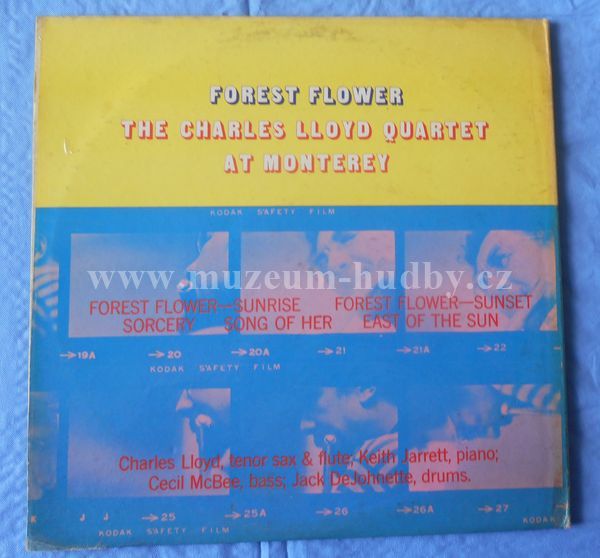 FOREST FLOWER
THE CHARLES LLOYD QUARTET
AT MONTEREY
KODAK SAFETY FILM
www.muzeum-hudby.cz
FOREST FLOWER—SUNRISE FOREST FLOWER—SUNSET
SORCERY SONG OF HER EAST OF THE SUN
→19A →20 →20A →21 →21A →22
KODAK SAFETY FILM
Charles Lloyd, tenor sax & flute; Keith Jarrett, piano;
Cecil McBee, bass; Jack DeJohnette, drums.
K J J →25 →25A →26 →26A →27
KODAK SAFETY FILM KODAK